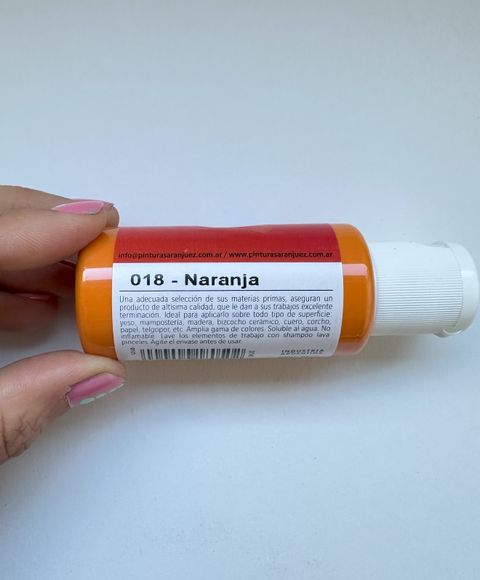 info@pinturasaranjuez.com.ar / www.pinturasaranjuez.com.ar
018 - Naranja
Una adecuada selección de sus materias primas, aseguran un
producto de altísima calidad, que le dan a sus trabajos excelente
terminación. Ideal para aplicarlo sobre todo tipo de superficie:
yeso, mampostería, madera, bizcocho cerámico, cuero, corcho,
papel, telgopor, etc. Amplia gama de colores. Soluble al agua. No
inflamable. Lave los elementos de trabajo con shampoo lava
pinceles. Agite el envase antes de usar.
INDUSTRIA